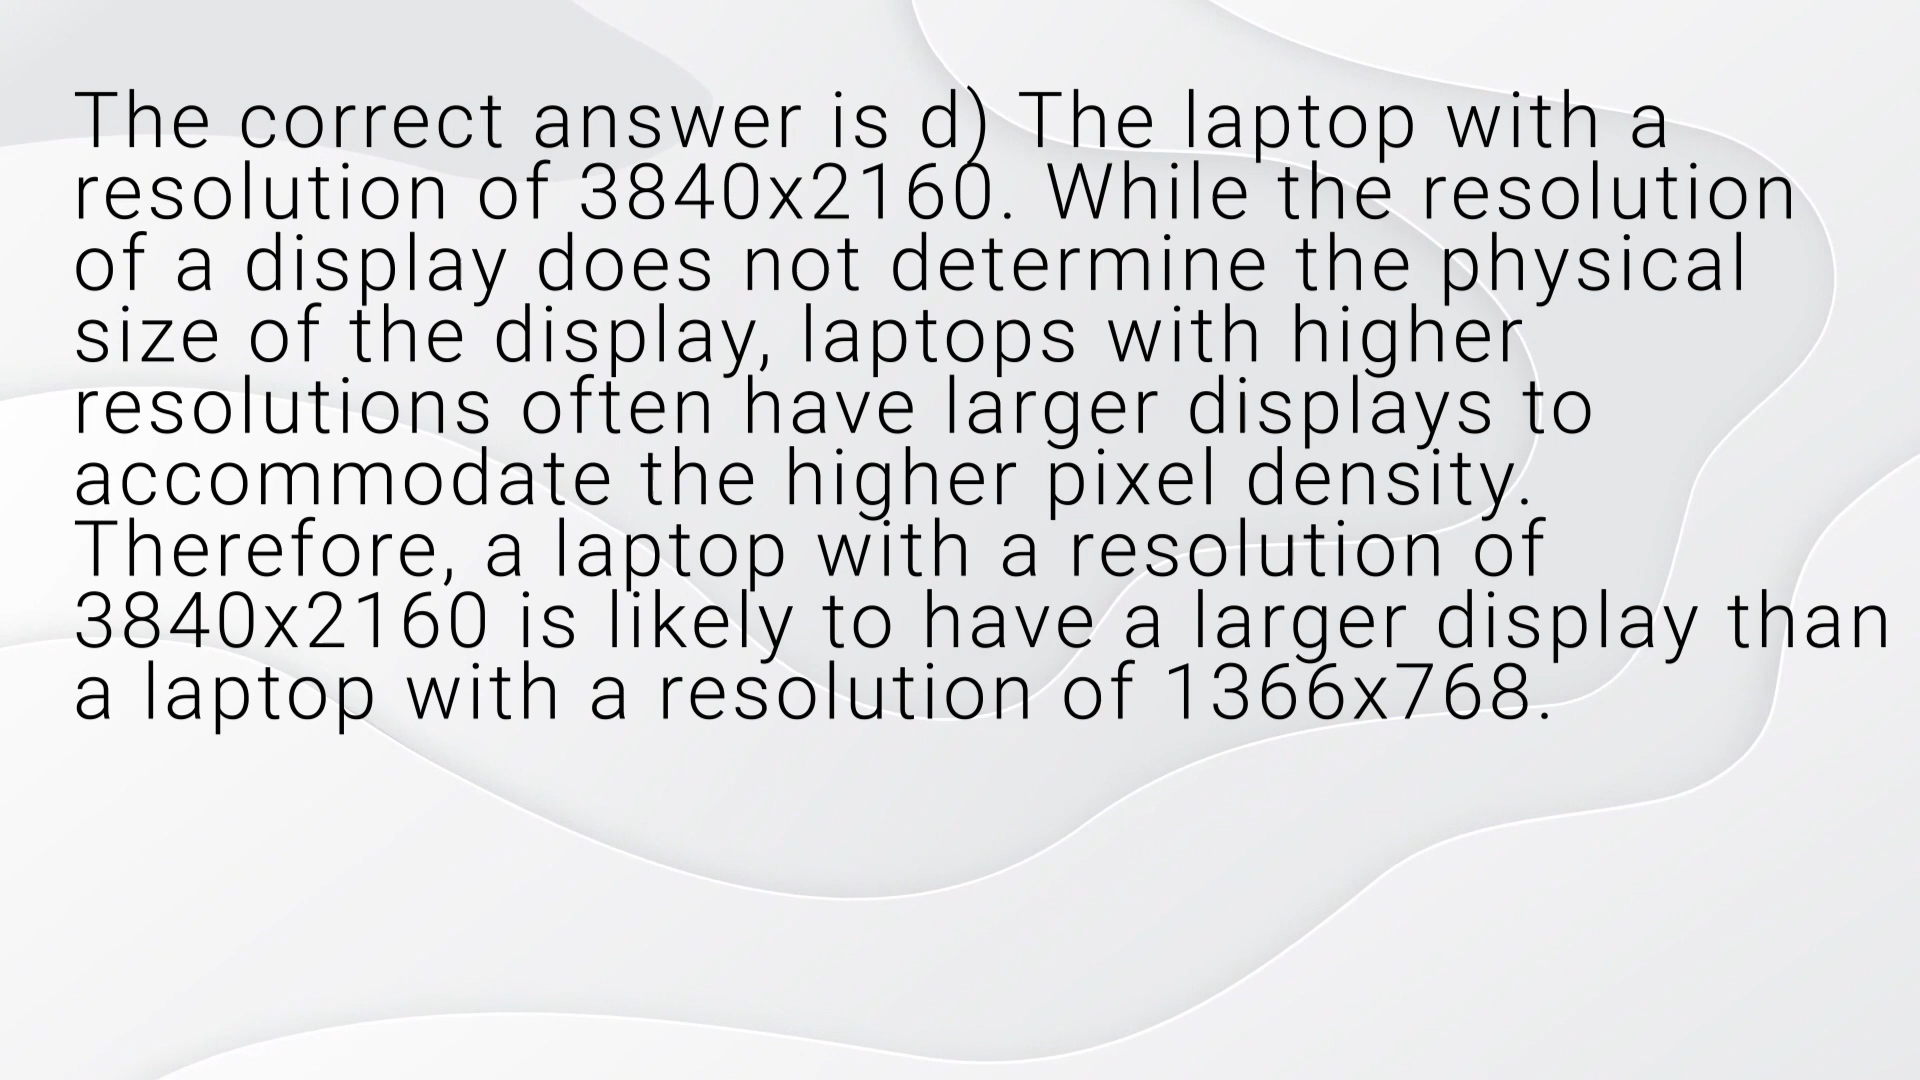 The correct answer is d) The laptop with a
resolution of 3840x2160. While the resolution
of a display does not determine the physical
size of the display, laptops with higher
resolutions often have larger displays to
accommodate the higher pixel density.
Therefore, a laptop with a resolution of
3840x2160 is likely to have a larger display than
a laptop with a resolution of 1366x768.